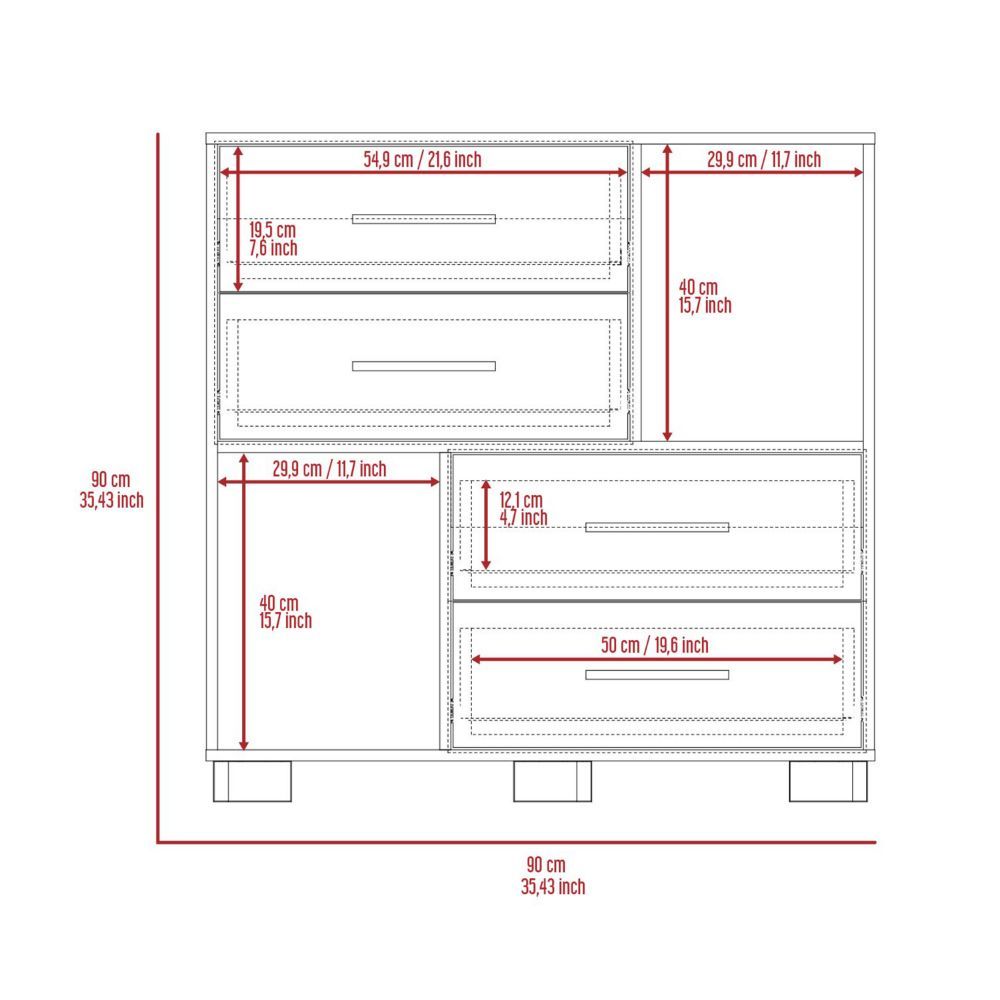 54,9 cm / 21,6 inch
29,9 cm / 11,7 inch
19,5 cm
7,6 inch
40 cm
15,7 inch
29,9 cm / 11,7 inch
90 cm
35,43 inch
12,1 cm
4,7 inch
40 cm
15,7 inch
50 cm / 19,6 inch
90 cm
35,43 inch